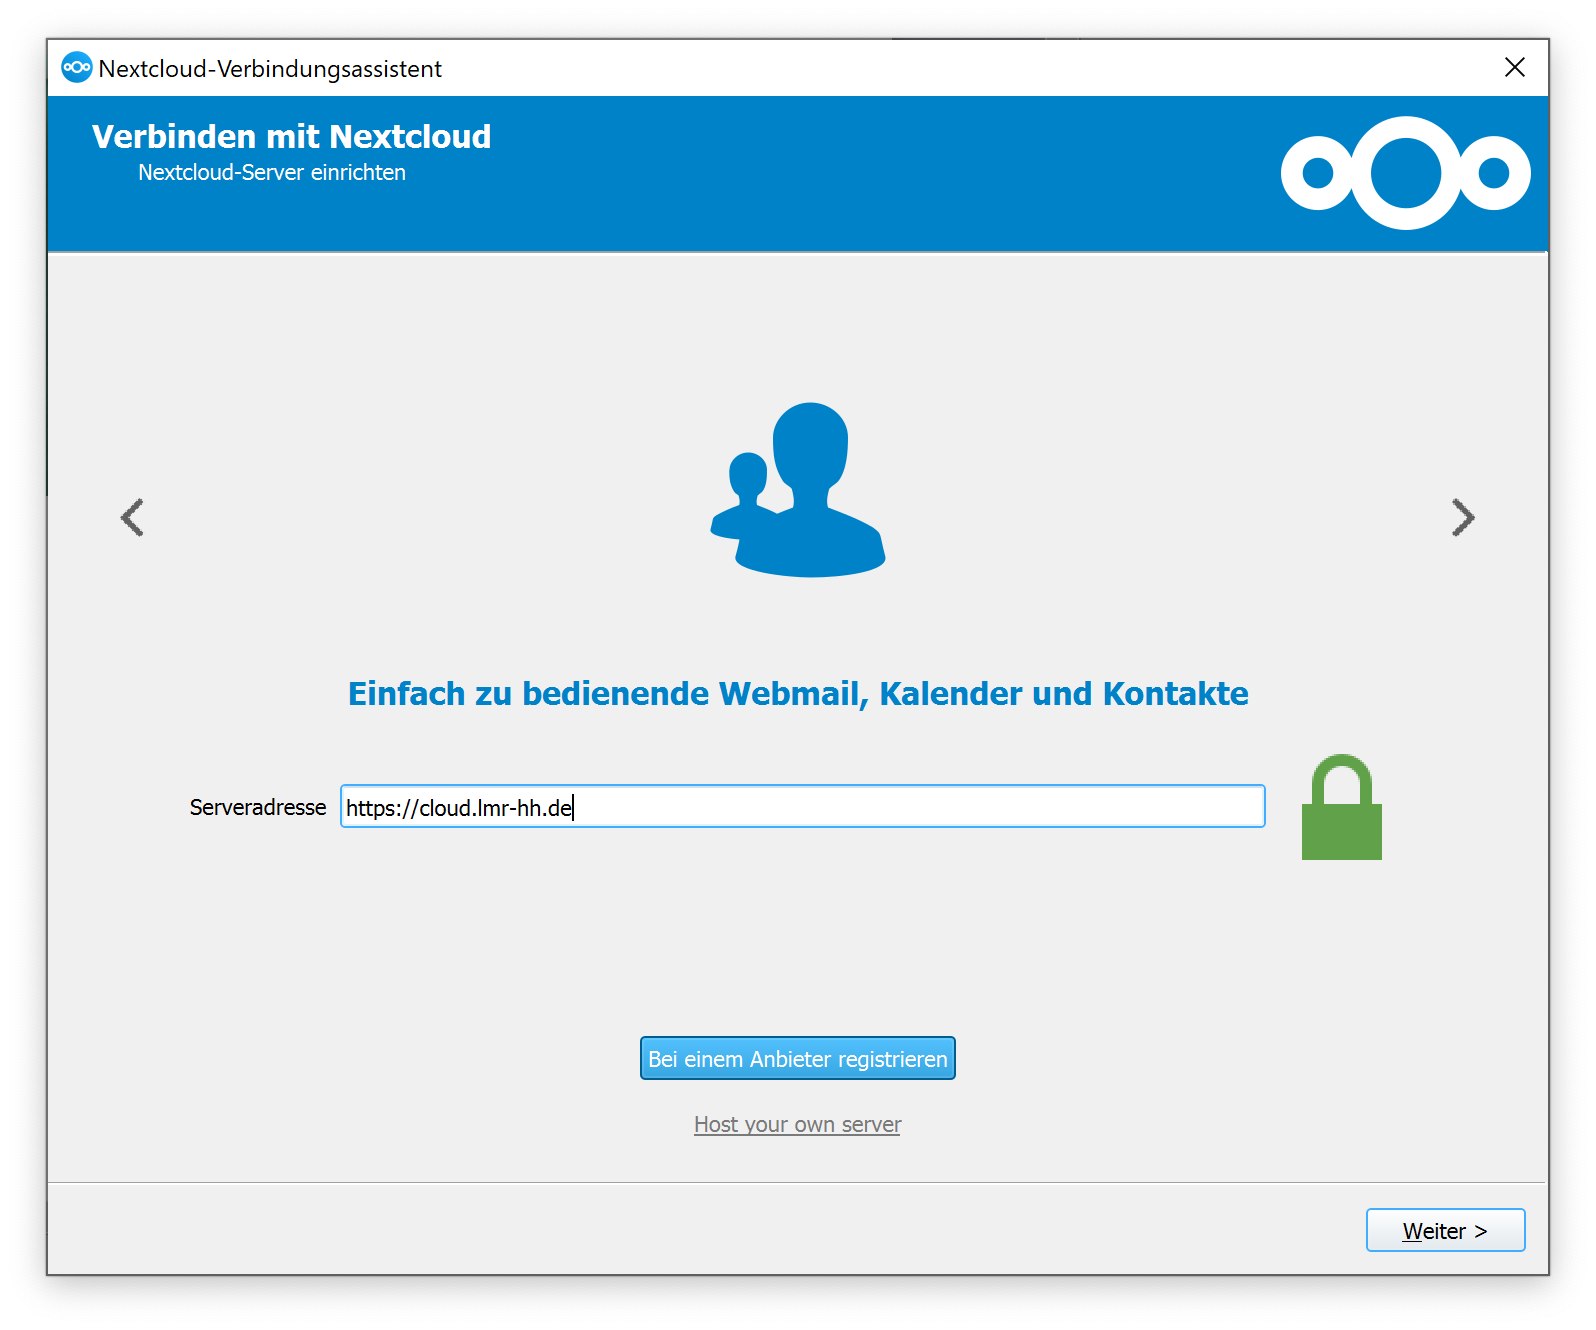 Nextcloud-Verbindungsassistent
Verbinden mit Nextcloud
Nextcloud-Server einrichten
Einfach zu bedienende Webmail, Kalender und Kontakte
Serveradresse https://cloud.lmr-hh.de
Bei einem Anbieter registrieren
Host your own server
Weiter >